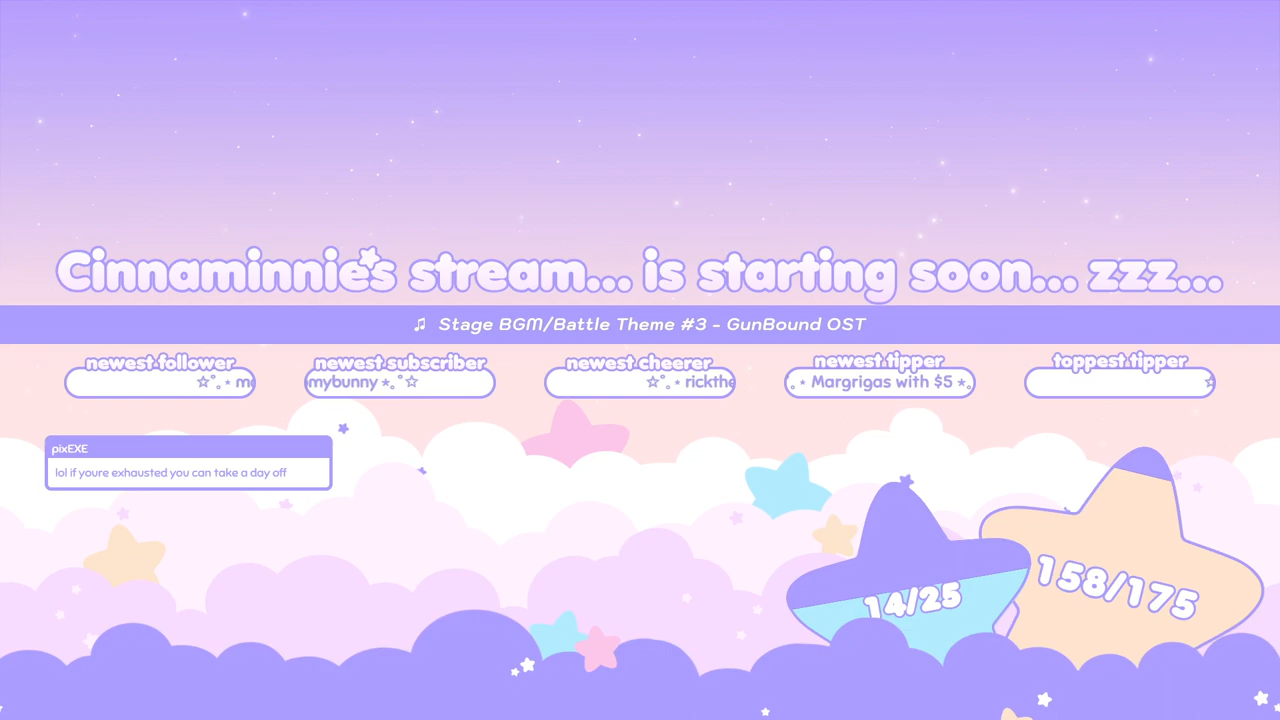 Cinnaminnie's stream... is starting soon... zzz...
♫ Stage BGM/Battle Theme #3 - GunBound OST
newest follower
newest subscriber
newest cheerer
newest tipper
toppest tipper
mybunny
Margrigas with $5
pixEXE
lol if youre exhausted you can take a day off
14/25
158/175